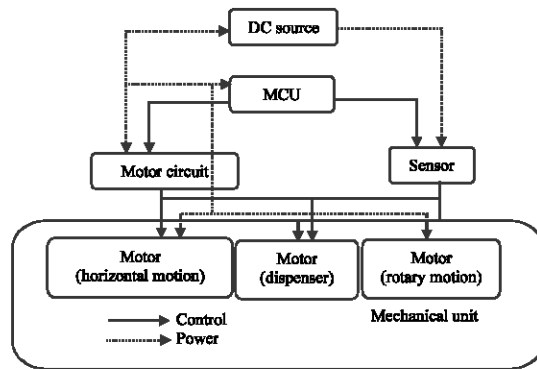 DC source
MCU
Motor circuit
Sensor
Motor
(horizontal motion)
Motor
(dispenser)
Motor
(rotary motion)
Control
Power
Mechanical unit